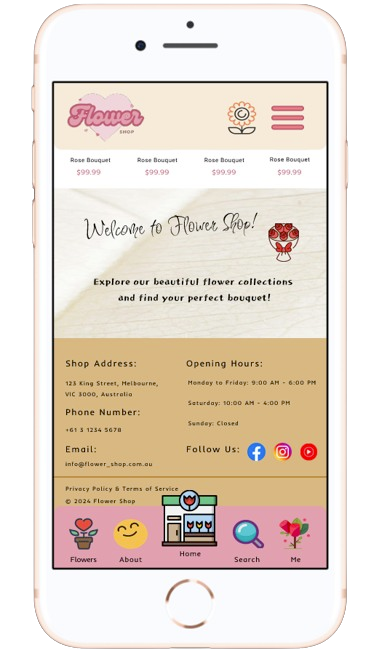 Flower
SHOP
Rose Bouquet Rose Bouquet Rose Bouquet Rose Bouquet
$99.99 $99.99 $99.99 $99.99
Welcome to Flower Shop!
Explore our beautiful flower collections
and find your perfect bouquet!
Shop Address:
123 King Street, Melbourne,
VIC 3000, Australia
Phone Number:
+61 3 1234 5678
Email:
info@flower_shop.com.au
Opening Hours:
Monday to Friday: 9:00 AM - 6:00 PM
Saturday: 10:00 AM - 4:00 PM
Sunday: Closed
Follow Us:
Privacy Policy & Terms of Service
© 2024 Flower Shop
Flowers About Home Search Me